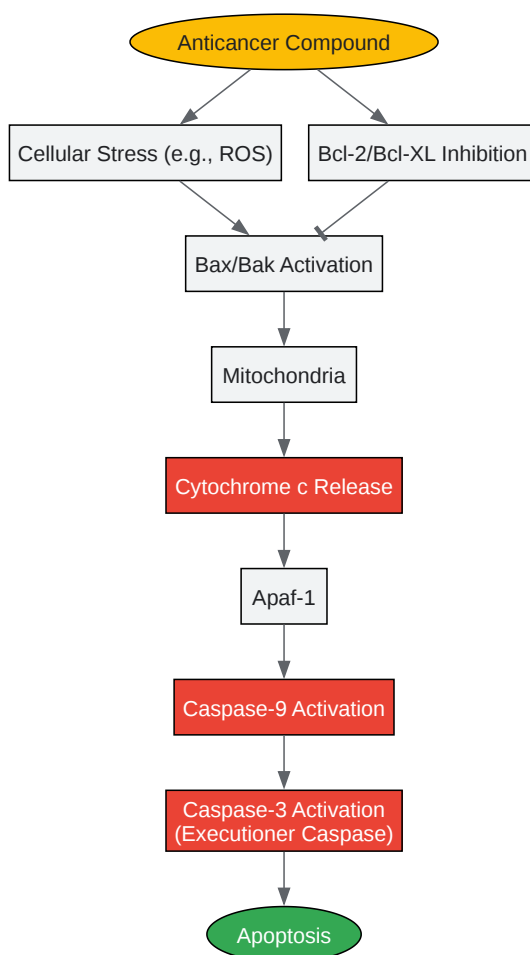 Anticancer Compound
Cellular Stress (e.g., ROS)
Bcl-2/Bcl-XL Inhibition
Bax/Bak Activation
Mitochondria
Cytochrome c Release
Apaf-1
Caspase-9 Activation
Caspase-3 Activation
(Executioner Caspase)
Apoptosis